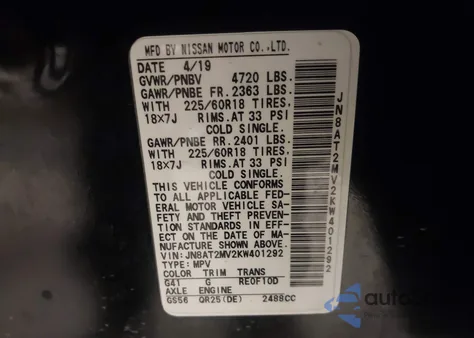 MFD BY NISSAN MOTOR CO.,LTD.
DATE 4/19
GVWR/PNBV 4720 LBS.
GAWR/PNBE FR. 2363 LBS.
WITH 225/60R18 TIRES,
18X7J RIMS. AT 33 PSI
COLD SINGLE.
GAWR/PNBE RR. 2401 LBS.
WITH 225/60R18 TIRES,
18X7J RIMS. AT 33 PSI
COLD SINGLE.
THIS VEHICLE CONFORMS
TO ALL APPLICABLE FED-
ERAL MOTOR VEHICLE SA-
FETY AND THEFT PREVEN-
TION STANDARDS IN EFF-
ECT ON THE DATE OF MA-
NUFACTURE SHOWN ABOVE.
VIN:JN8AT2MV2KW401292
TYPE: MPV
COLOR TRIM TRANS
G41 G RE0F10D
AXLE ENGINE
GS56 QR25(DE) 2488CC
JN8AT2MV2KW401292